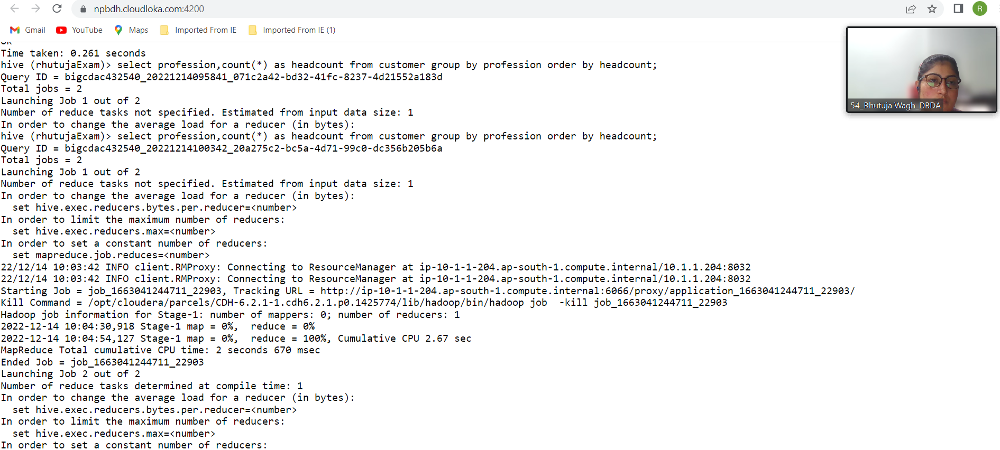 npbdh.cloudloka.com:4200
R
Gmail
YouTube
Maps
Imported From IE
Imported From IE (1)
Time taken: 0.261 seconds
hive (rhutujaExam)> select profession,count(*) as headcount from customer group by profession order by headcount;
Query ID = bigcdac432540_20221214095841_071c2a42-bd32-41fc-8237-4d21552a183d
Total jobs = 2
Launching Job 1 out of 2
Number of reduce tasks not specified. Estimated from input data size: 1
In order to change the average load for a reducer (in bytes):
hive (rhutujaExam)> select profession,count(*) as headcount from customer group by profession order by headcount;
Query ID = bigcdac432540_20221214100342_20a275c2-bc5a-4d71-99c0-dc356b205b6a
Total jobs = 2
Launching Job 1 out of 2
Number of reduce tasks not specified. Estimated from input data size: 1
In order to change the average load for a reducer (in bytes):
  set hive.exec.reducers.bytes.per.reducer=<number>
In order to limit the maximum number of reducers:
  set hive.exec.reducers.max=<number>
In order to set a constant number of reducers:
  set mapreduce.job.reduces=<number>
22/12/14 10:03:42 INFO client.RMProxy: Connecting to ResourceManager at ip-10-1-1-204.ap-south-1.compute.internal/10.1.1.204:8032
22/12/14 10:03:42 INFO client.RMProxy: Connecting to ResourceManager at ip-10-1-1-204.ap-south-1.compute.internal/10.1.1.204:8032
Starting Job = job_1663041244711_22903, Tracking URL = http://ip-10-1-1-204.ap-south-1.compute.internal:6066/proxy/application_1663041244711_22903/
Kill Command = /opt/cloudera/parcels/CDH-6.2.1-1.cdh6.2.1.p0.1425774/lib/hadoop/bin/hadoop job  -kill job_1663041244711_22903
Hadoop job information for Stage-1: number of mappers: 0; number of reducers: 1
2022-12-14 10:04:30,918 Stage-1 map = 0%,  reduce = 0%
2022-12-14 10:04:54,127 Stage-1 map = 0%,  reduce = 100%, Cumulative CPU 2.67 sec
MapReduce Total cumulative CPU time: 2 seconds 670 msec
Ended Job = job_1663041244711_22903
Launching Job 2 out of 2
Number of reduce tasks determined at compile time: 1
In order to change the average load for a reducer (in bytes):
  set hive.exec.reducers.bytes.per.reducer=<number>
In order to limit the maximum number of reducers:
  set hive.exec.reducers.max=<number>
In order to set a constant number of reducers:
54_Rhutuja Wagh_DBDA